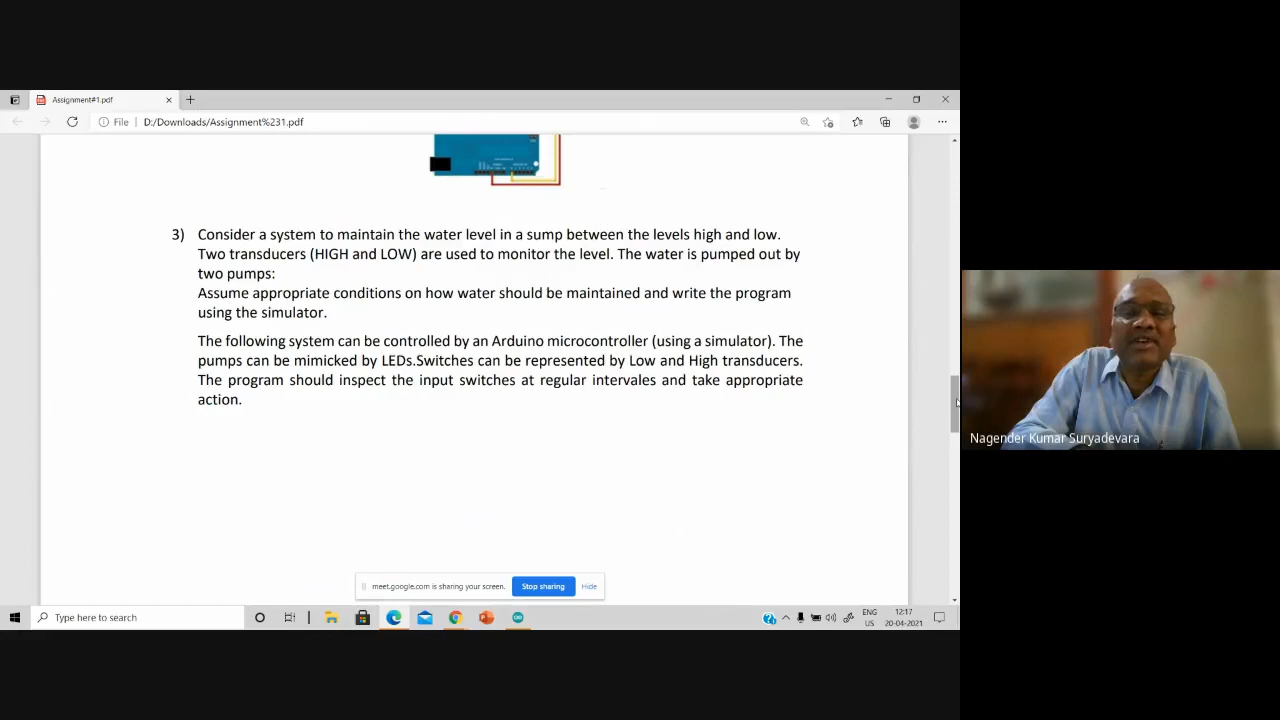 Assignment#1.pdf
File
D:/Downloads/Assignment%231.pdf
3) Consider a system to maintain the water level in a sump between the levels high and low.
Two transducers (HIGH and LOW) are used to monitor the level. The water is pumped out by
two pumps:
Assume appropriate conditions on how water should be maintained and write the program
using the simulator.
The following system can be controlled by an Arduino microcontroller (using a simulator). The
pumps can be mimicked by LEDs.Switches can be represented by Low and High transducers.
The program should inspect the input switches at regular intervales and take appropriate
action.
Nagender Kumar Suryadevara
meet.google.com is sharing your screen.
Stop sharing
Hide
Type here to search
ENG
US
12:17
20-04-2021